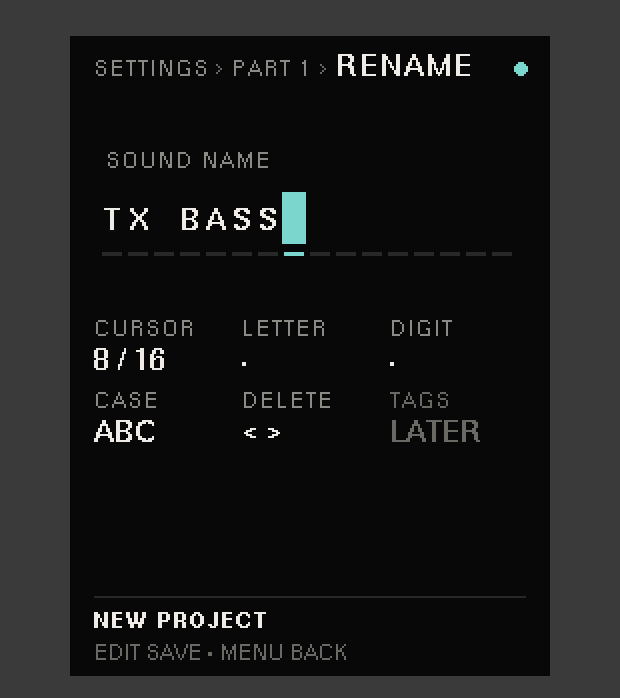 SETTINGS › PART 1 › RENAME
SOUND NAME
TX BASS
CURSOR LETTER DIGIT
8 / 16 . .
CASE DELETE TAGS
ABC < > LATER
NEW PROJECT
EDIT SAVE • MENU BACK